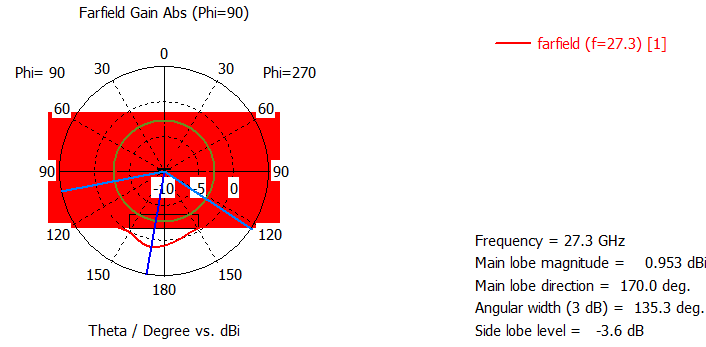 Farfield Gain Abs (Phi=90)
farfield (f=27.3) [1]
0
30
30
Phi= 90
Phi=270
60
60
90
90
-10
-5
0
120
120
150
150
180
Frequency = 27.3 GHz
Main lobe magnitude = 0.953 dBi
Main lobe direction = 170.0 deg.
Angular width (3 dB) = 135.3 deg.
Side lobe level = -3.6 dB
Theta / Degree vs. dBi